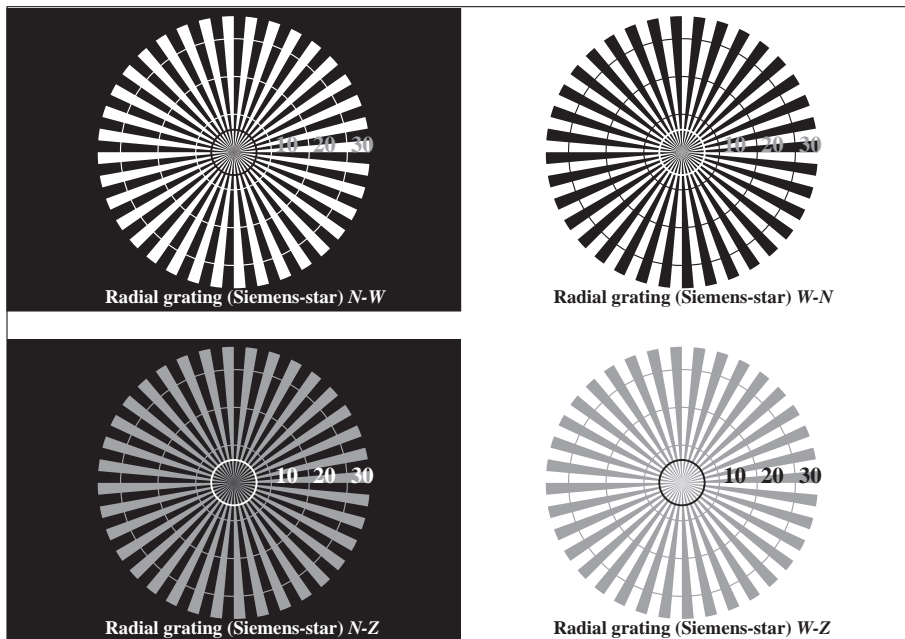 10 20 30
Radial grating (Siemens-star) N-W
10 20 30
Radial grating (Siemens-star) W-N
10 20 30
Radial grating (Siemens-star) N-Z
10 20 30
Radial grating (Siemens-star) W-Z